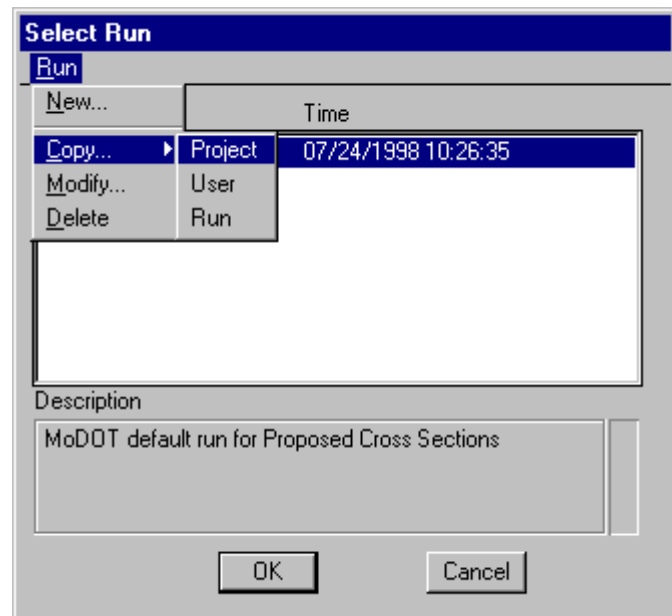 Select Run
Run
New...
Time
Copy... Project 07/24/1998 10:26:35
Modify... User
Delete Run
Description
MoDOT default run for Proposed Cross Sections
OK Cancel